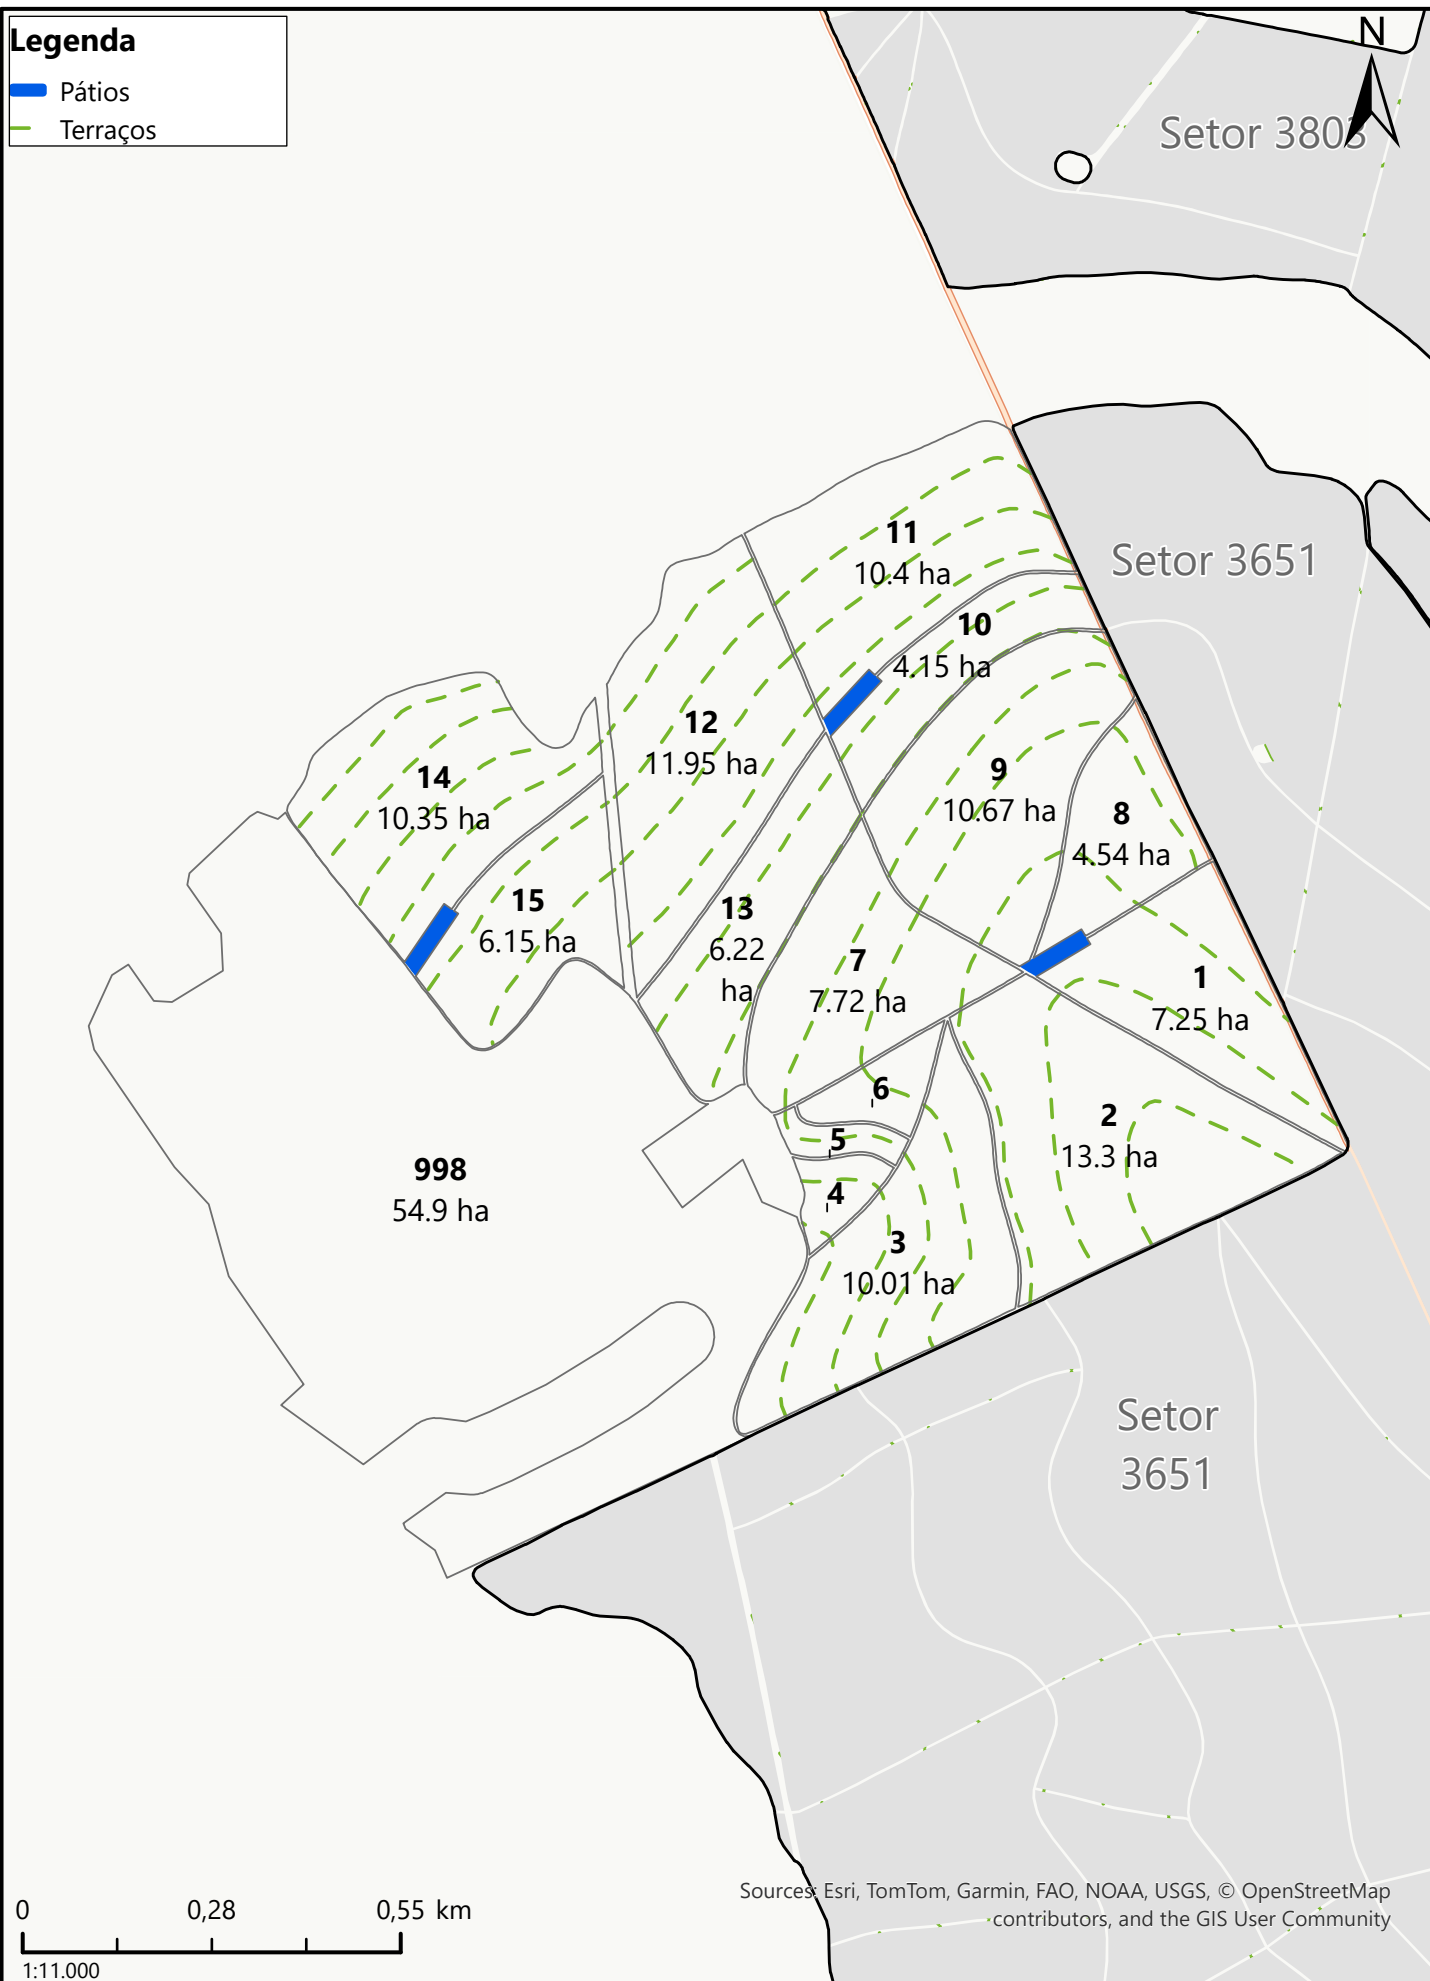 Legenda
Pátios
Terraços
N
Setor 3803
Setor 3651
11
10.4 ha
10
4.15 ha
12
11.95 ha
9
10.67 ha
14
10.35 ha
8
4.54 ha
15
6.15 ha
13
6.22
ha
7
7.72 ha
1
7.25 ha
6
2
13.3 ha
5
4
998
54.9 ha
3
10.01 ha
Setor
3651
Sources: Esri, TomTom, Garmin, FAO, NOAA, USGS, © OpenStreetMap
contributors, and the GIS User Community
0 0,28 0,55 km
1:11.000